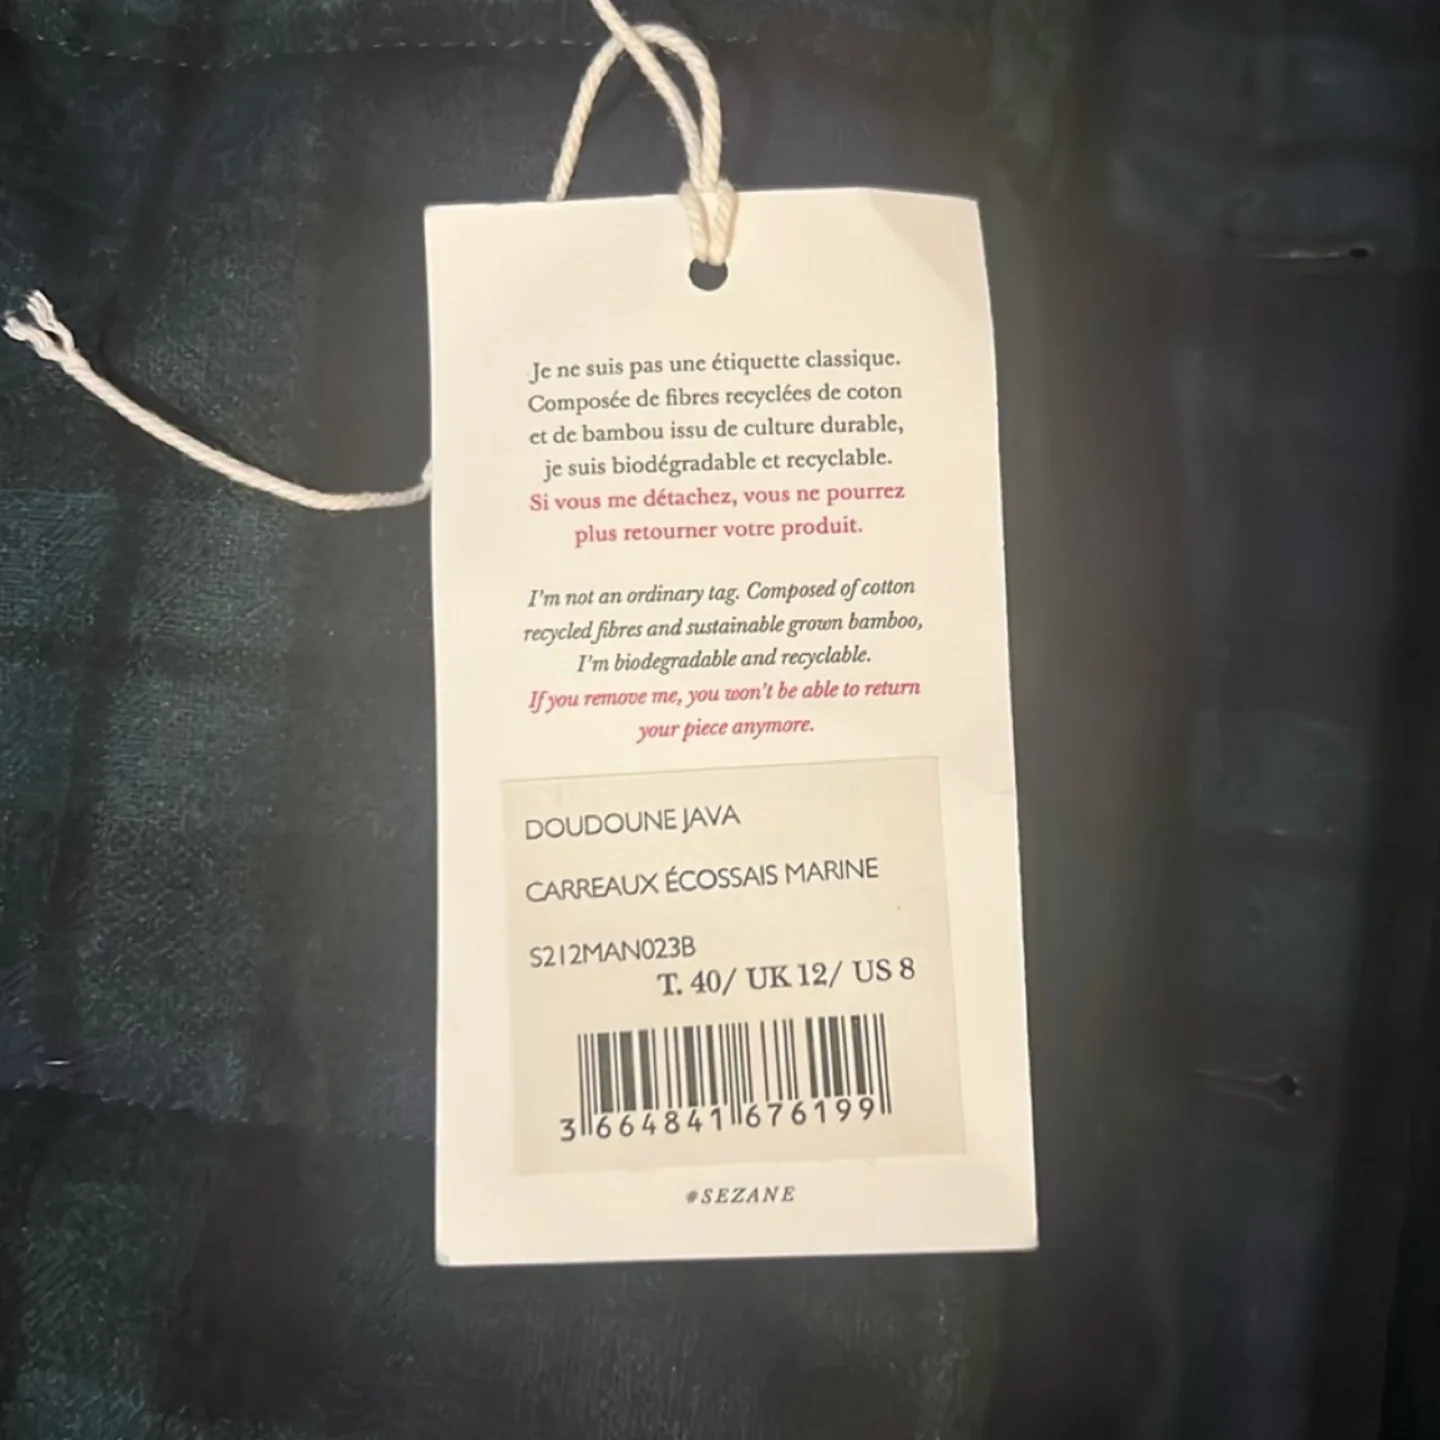 Je ne suis pas une étiquette classique.
Composée de fibres recyclées de coton
et de bambou issu de culture durable,
je suis biodégradable et recyclable.
Si vous me détachez, vous ne pourrez
plus retourner votre produit.
I'm not an ordinary tag. Composed of cotton
recycled fibres and sustainable grown bamboo,
I'm biodegradable and recyclable.
If you remove me, you won't be able to return
your piece anymore.
DOUDOUNE JAVA
CARREAUX ÉCOSSAIS MARINE
S212MAN023B
T. 40/ UK 12/ US 8
3 664841 676199
#SEZANE